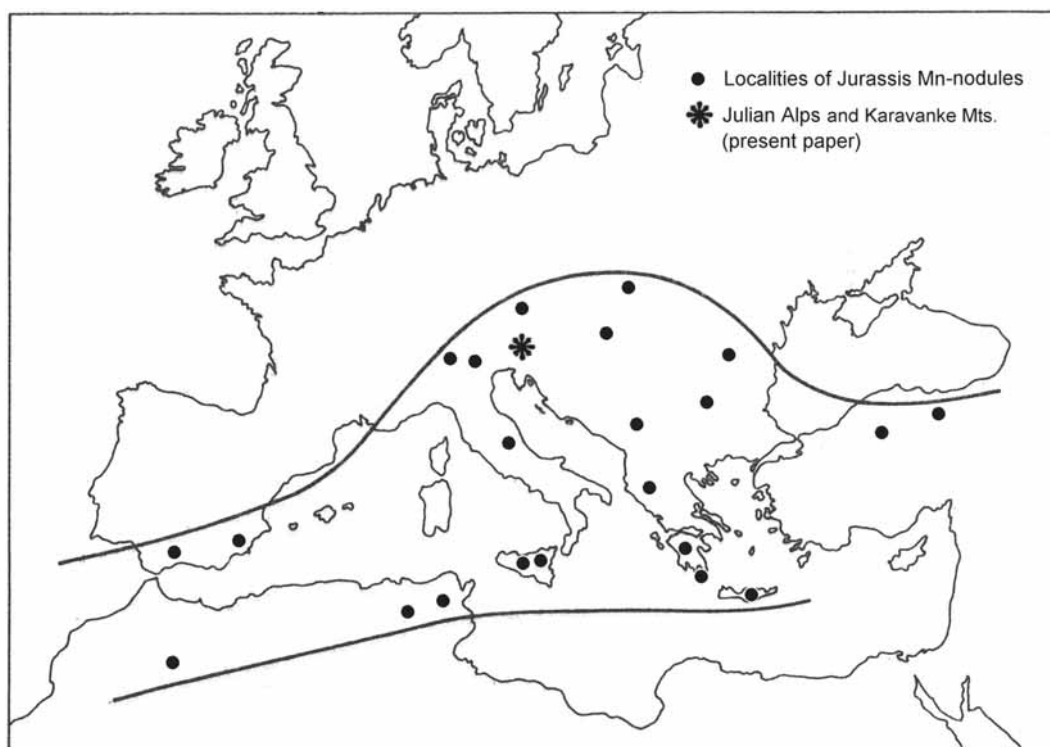 Localities of Jurassis Mn-nodules
Julian Alps and Karavanke Mts.
(present paper)